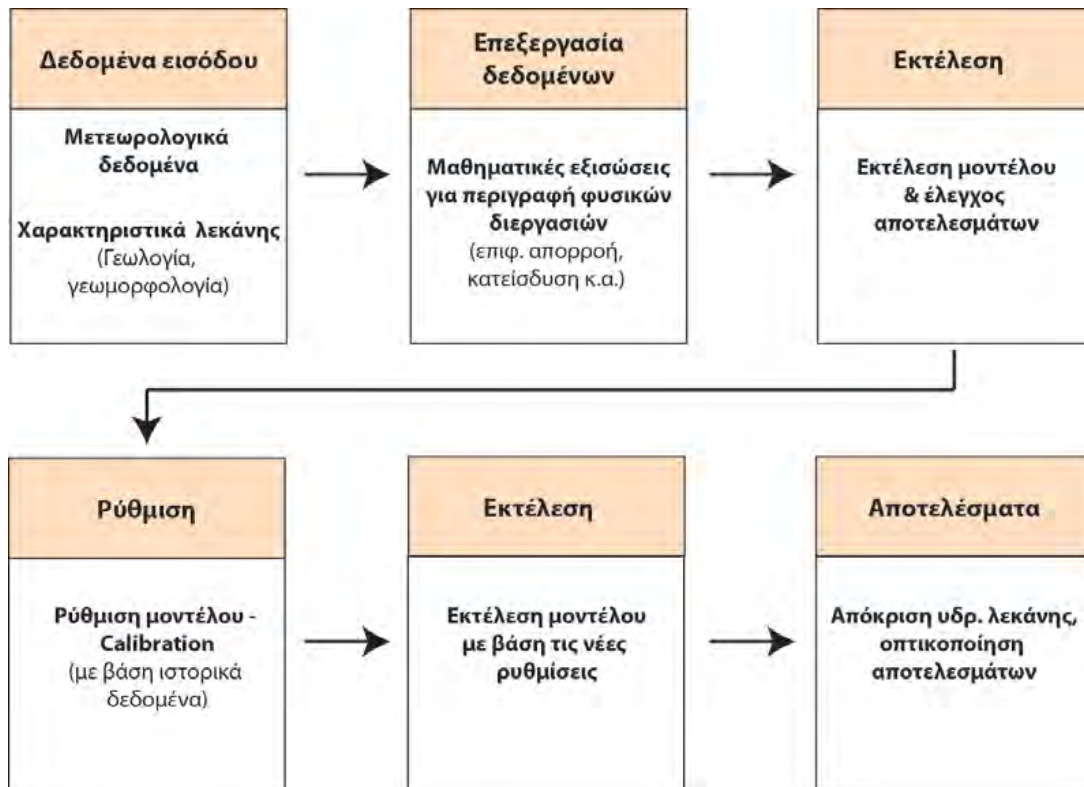 Δεδομένα εισόδου
Μετεωρολογικά
δεδομένα
Χαρακτηριστικά λεκάνης
(Γεωλογία,
γεωμορφολογία)
Επεξεργασία
δεδομένων
Μαθηματικές εξισώσεις
για περιγραφή φυσικών
διεργασιών
(επιφ. απορροή,
κατείσδυση κ.α.)
Εκτέλεση
Εκτέλεση μοντέλου
& έλεγχος
αποτελεσμάτων
Ρύθμιση
Ρύθμιση μοντέλου -
Calibration
(με βάση ιστορικά
δεδομένα)
Εκτέλεση
Εκτέλεση μοντέλου
με βάση τις νέες
ρυθμίσεις
Αποτελέσματα
Απόκριση υδρ. λεκάνης,
οπτικοποίηση
αποτελεσμάτων